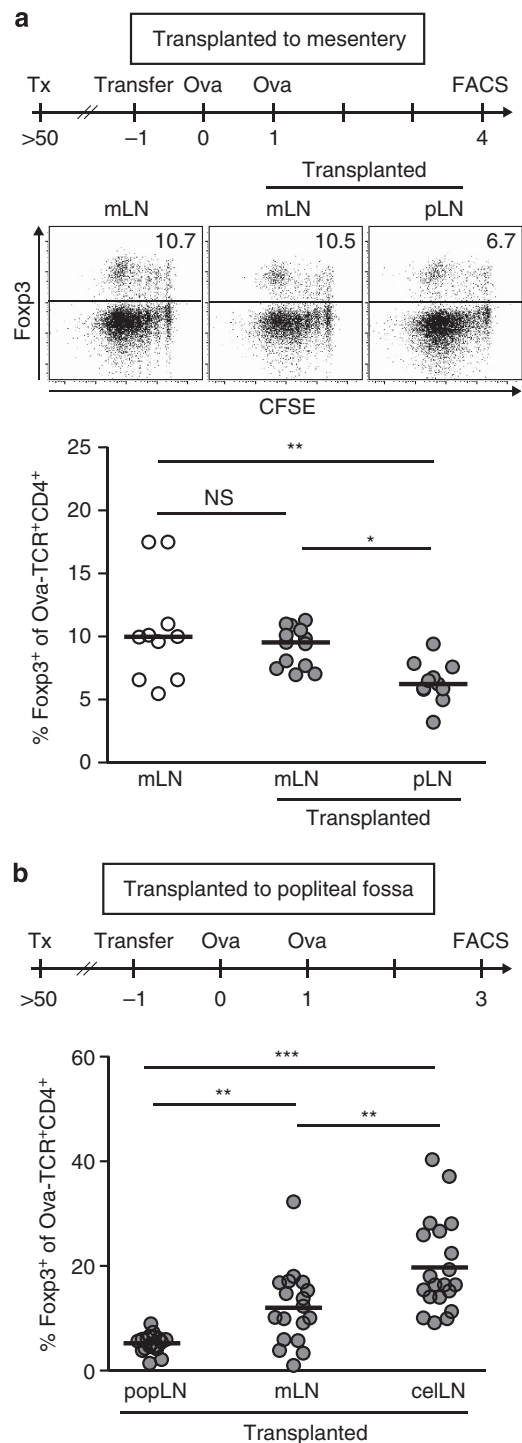 a
Transplanted to mesentery
Tx Transfer Ova Ova FACS
>50 –1 0 1 4
Transplanted
mLN mLN pLN
10.7 10.5 6.7
Foxp3
CFSE
25
20
15
10
5
0
% Foxp3+ of Ova-TCR+CD4+
**
NS
*
mLN mLN pLN
Transplanted
b
Transplanted to popliteal fossa
Tx Transfer Ova Ova FACS
>50 –1 0 1 3
60
40
20
0
% Foxp3+ of Ova-TCR+CD4+
***
** **
popLN mLN celLN
Transplanted